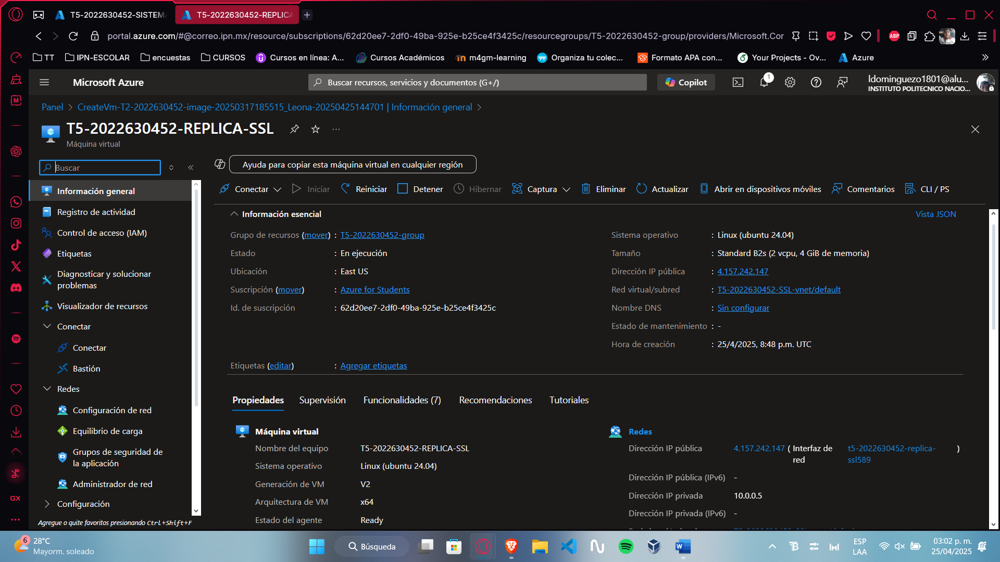 T5-2022630452-SISTEMA
T5-2022630452-REPLICA
portal.azure.com/#@correo.ipn.mx/resource/subscriptions/62d20ee7-2df0-49ba-925e-b25ce4f3425c/resourcegroups/T5-2022630452-group/providers/Microsoft.Cor
ABP
TT
IPN-ESCOLAR
encuestas
CURSOS
Cursos en línea: A...
Cursos Académicos
m4gm-learning
Organiza tu colec...
Formato APA con...
Your Projects - Ov...
Azure
Microsoft Azure
Buscar recursos, servicios y documentos (G+/)
Copilot
1
ldominguezo1801@alu...
INSTITUTO POLITECNICO NACIO...
Panel > CreateVm-T2-2022630452-image-20250317185515_Leona-20250425144701 | Información general >
T5-2022630452-REPLICA-SSL
Máquina virtual
Buscar
Ayuda para copiar esta máquina virtual en cualquier región
Conectar
Iniciar
Reiniciar
Detener
Hibernar
Captura
Eliminar
Actualizar
Abrir en dispositivos móviles
Comentarios
CLI / PS
Información general
Registro de actividad
Control de acceso (IAM)
Etiquetas
Diagnosticar y solucionar
problemas
Visualizador de recursos
Conectar
Conectar
Bastión
Redes
Configuración de red
Equilibrio de carga
Grupos de seguridad de
la aplicación
Administrador de red
Configuración
Agregue o quite favoritos presionando Ctrl+Shift+F
Información esencial
Vista JSON
Grupo de recursos (mover) : T5-2022630452-group
Estado : En ejecución
Ubicación : East US
Suscripción (mover) : Azure for Students
Id. de suscripción : 62d20ee7-2df0-49ba-925e-b25ce4f3425c
Sistema operativo : Linux (ubuntu 24.04)
Tamaño : Standard B2s (2 vcpu, 4 GiB de memoria)
Dirección IP pública : 4.157.242.147
Red virtual/subred : T5-2022630452-SSL-vnet/default
Nombre DNS : Sin configurar
Estado de mantenimiento : -
Hora de creación : 25/4/2025, 8:48 p.m. UTC
Etiquetas (editar) : Agregar etiquetas
Propiedades
Supervisión
Funcionalidades (7)
Recomendaciones
Tutoriales
Máquina virtual
Nombre del equipo T5-2022630452-REPLICA-SSL
Sistema operativo Linux (ubuntu 24.04)
Generación de VM V2
Arquitectura de VM x64
Estado del agente Ready
Redes
Dirección IP pública 4.157.242.147 ( Interfaz de red t5-2022630452-replica-ssl589 )
Dirección IP pública (IPv6) -
Dirección IP privada 10.0.0.5
Dirección IP privada (IPv6) -
GX
6
28°C
Mayorm. soleado
Búsqueda
ESP
LAA
03:02 p. m.
25/04/2025